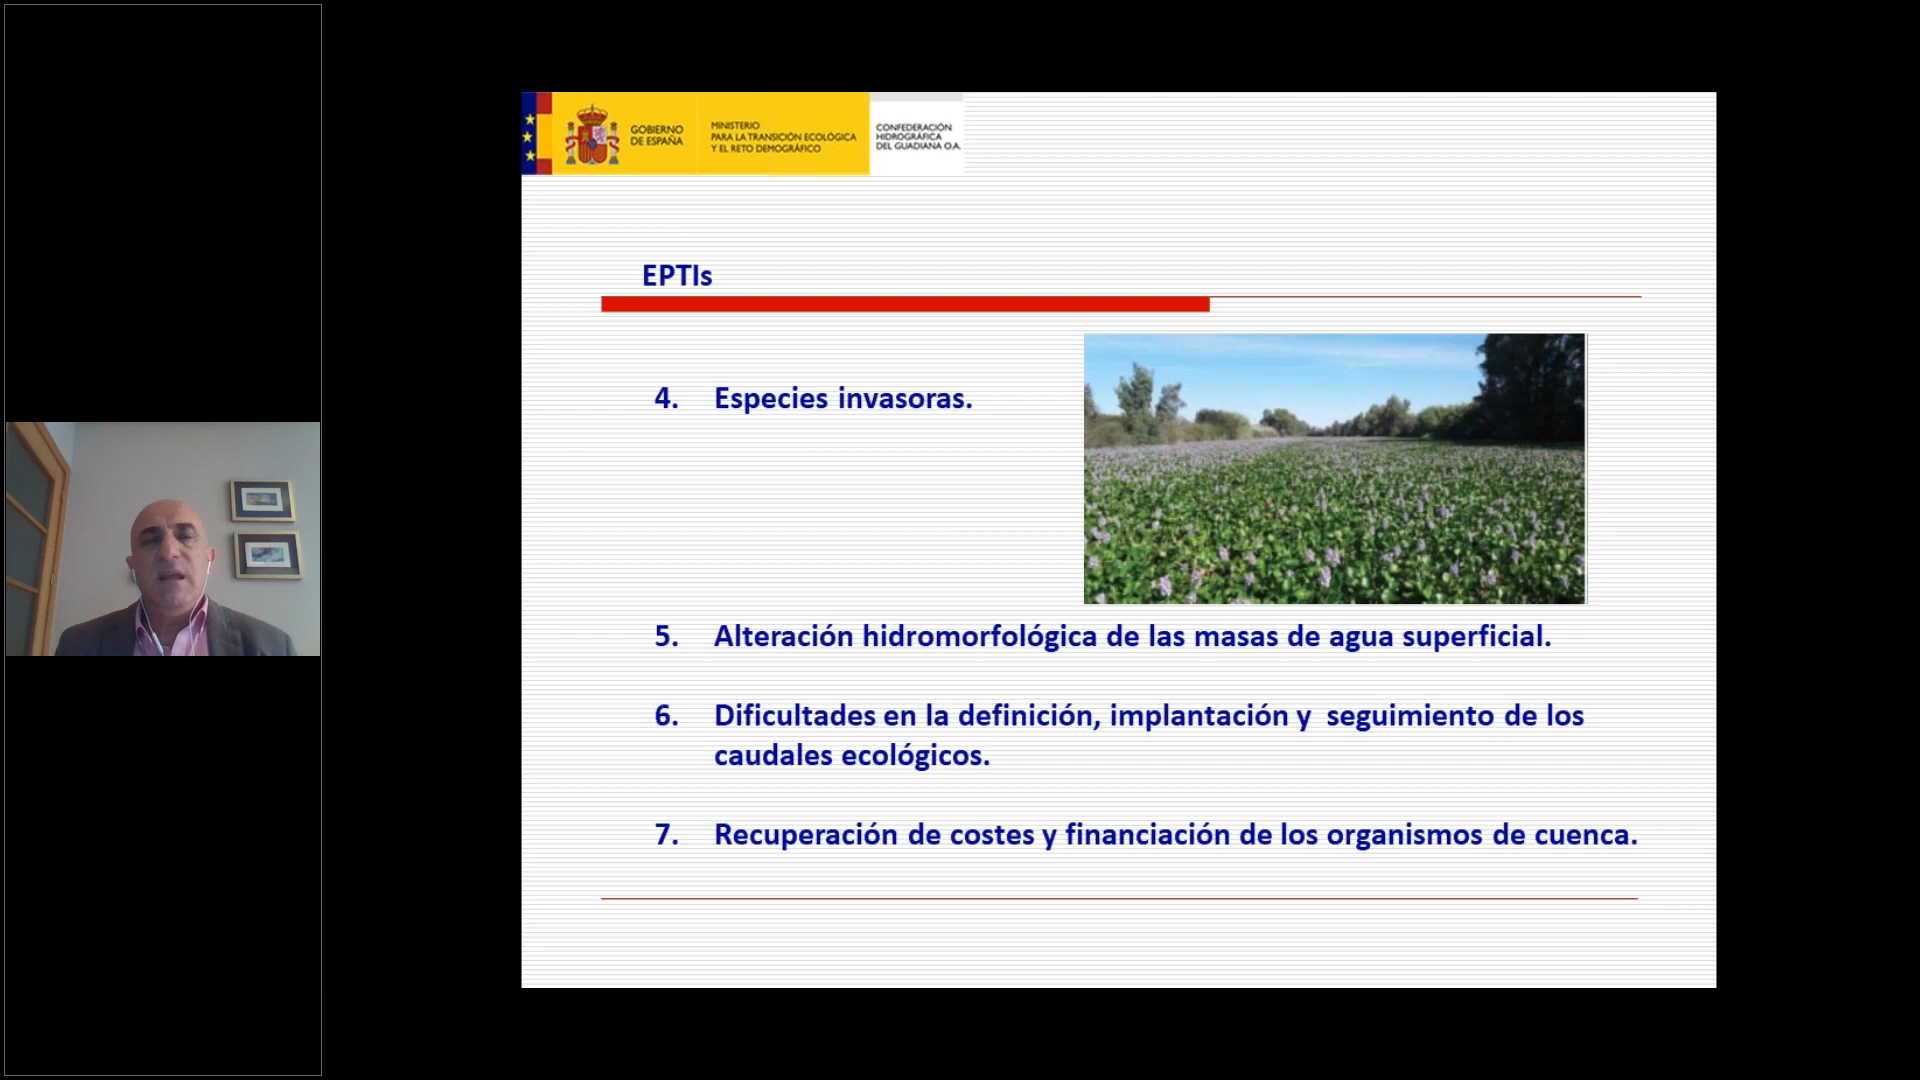 GOBIERNO
DE ESPAÑA
MINISTERIO
PARA LA TRANSICIÓN ECOLÓGICA
Y EL RETO DEMOGRÁFICO
CONFEDERACIÓN
HIDROGRÁFICA
DEL GUADIANA O.A.
EPTIs
4. Especies invasoras.
5. Alteración hidromorfológica de las masas de agua superficial.
6. Dificultades en la definición, implantación y seguimiento de los
caudales ecológicos.
7. Recuperación de costes y financiación de los organismos de cuenca.